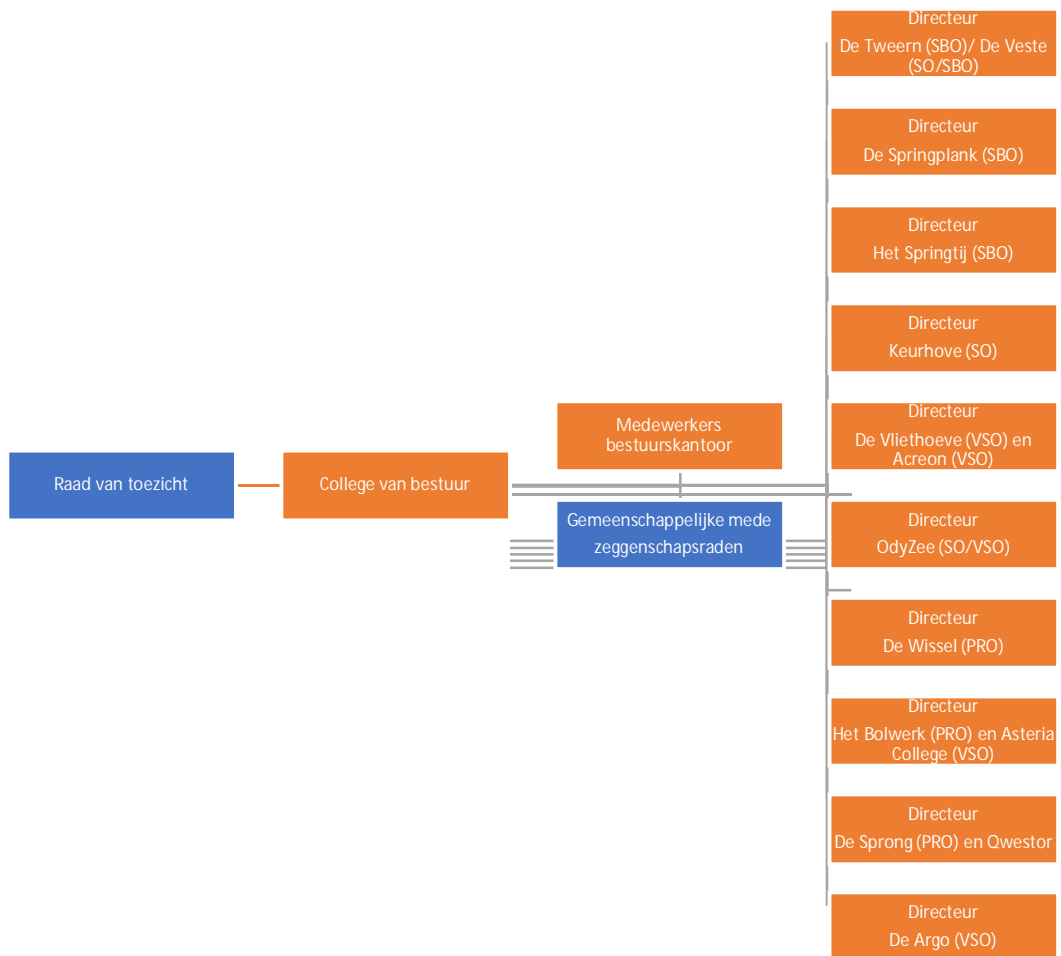 Raad van toezicht
College van bestuur
Medewerkers
bestuurskantoor
Gemeenschappelijke mede
zeggenschapsraden
Directeur
De Tweern (SBO)/ De Veste
(SO/SBO)
Directeur
De Springplank (SBO)
Directeur
Het Springtij (SBO)
Directeur
Keurhove (SO)
Directeur
De Vliethoeve (VSO) en
Acreon (VSO)
Directeur
OdyZee (SO/VSO)
Directeur
De Wissel (PRO)
Directeur
Het Bolwerk (PRO) en Asteria
College (VSO)
Directeur
De Sprong (PRO) en Qwestor
Directeur
De Argo (VSO)